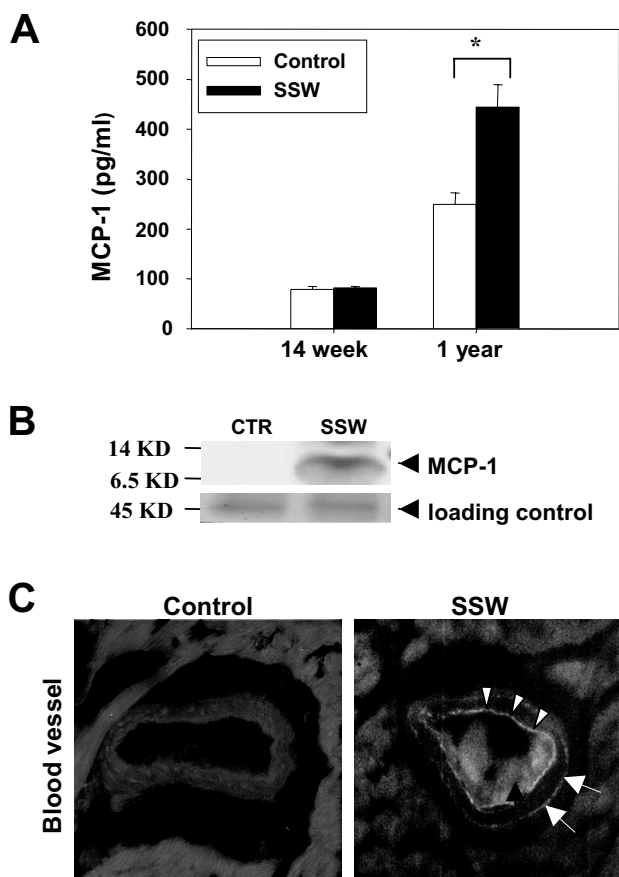 A
MCP-1 (pg/ml)
600
500
400
300
200
100
0
Control
SSW
*
14 week
1 year
B
CTR SSW
14 KD
6.5 KD
45 KD
MCP-1
loading control
C
Control SSW
Blood vessel